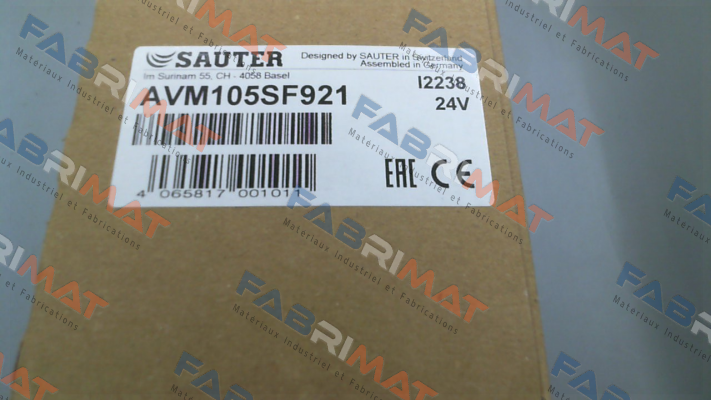 SAUTER
Designed by SAUTER in Switzerland
Im Surinam 55, CH - 4058 Basel
Assembled in Germany
AVM105SF921
I2238
24V
4 065817 001011
EAC CE
FABRIMAT
Materiaux Industriel et Fabrications